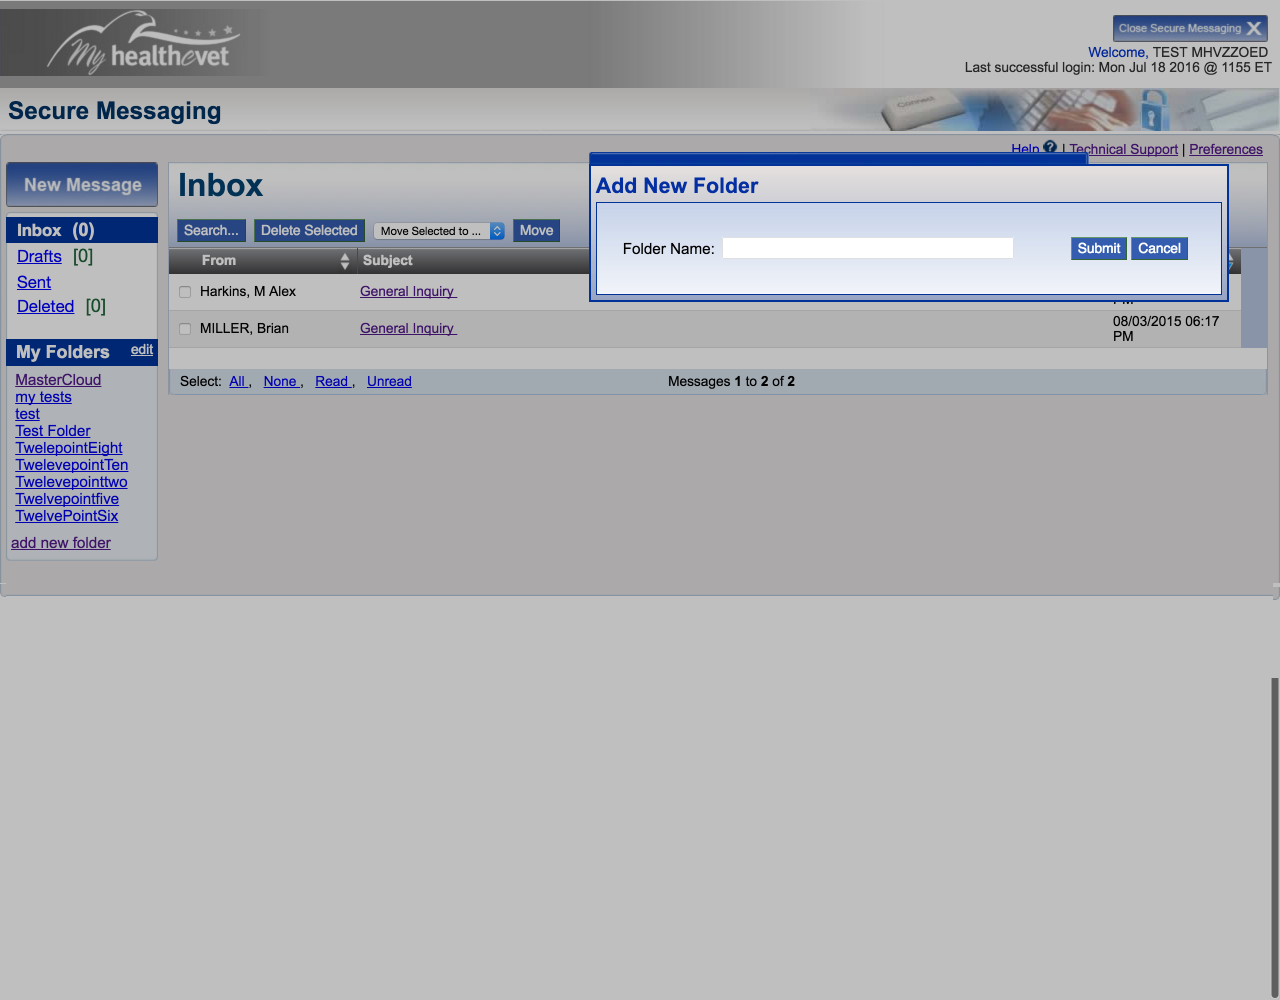 My healthevet
Close Secure Messaging X
Welcome, TEST MHVZZOED
Last successful login: Mon Jul 18 2016 @ 1155 ET
Secure Messaging
Connect
Help ? | Technical Support | Preferences
New Message
Inbox (0)
Drafts [0]
Sent
Deleted [0]
My Folders edit
MasterCloud
my tests
test
Test Folder
TwelepointEight
TwelevepointTen
Twelevepointtwo
Twelvepointfive
TwelvePointSix
add new folder
Inbox
Search... Delete Selected Move Selected to ... Move
From Subject
Harkins, M Alex General Inquiry
MILLER, Brian General Inquiry 08/03/2015 06:17
PM
Select: All , None , Read , Unread Messages 1 to 2 of 2
Add New Folder
Folder Name: Submit Cancel